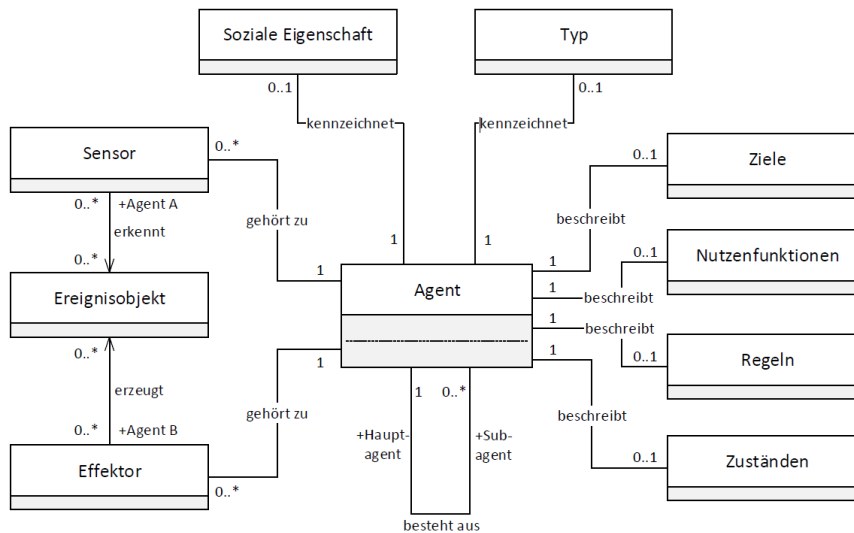 Soziale Eigenschaft
Typ
0..1
0..1
kennzeichnet
kennzeichnet
Sensor
0..*
0..*
+Agent A
erkennt
0..*
gehört zu
1
1
1
0..1
Ziele
beschreibt
1
Ereignisobjekt
0..*
Agent
0..1
Nutzenfunktionen
1
beschreibt
1
beschreibt
0..1
Regeln
1
1
erzeugt
gehört zu
1
0..*
beschreibt
0..*
+Agent B
+Haupt-
agent
+Sub-
agent
Effektor
0..*
0..1
Zuständen
besteht aus